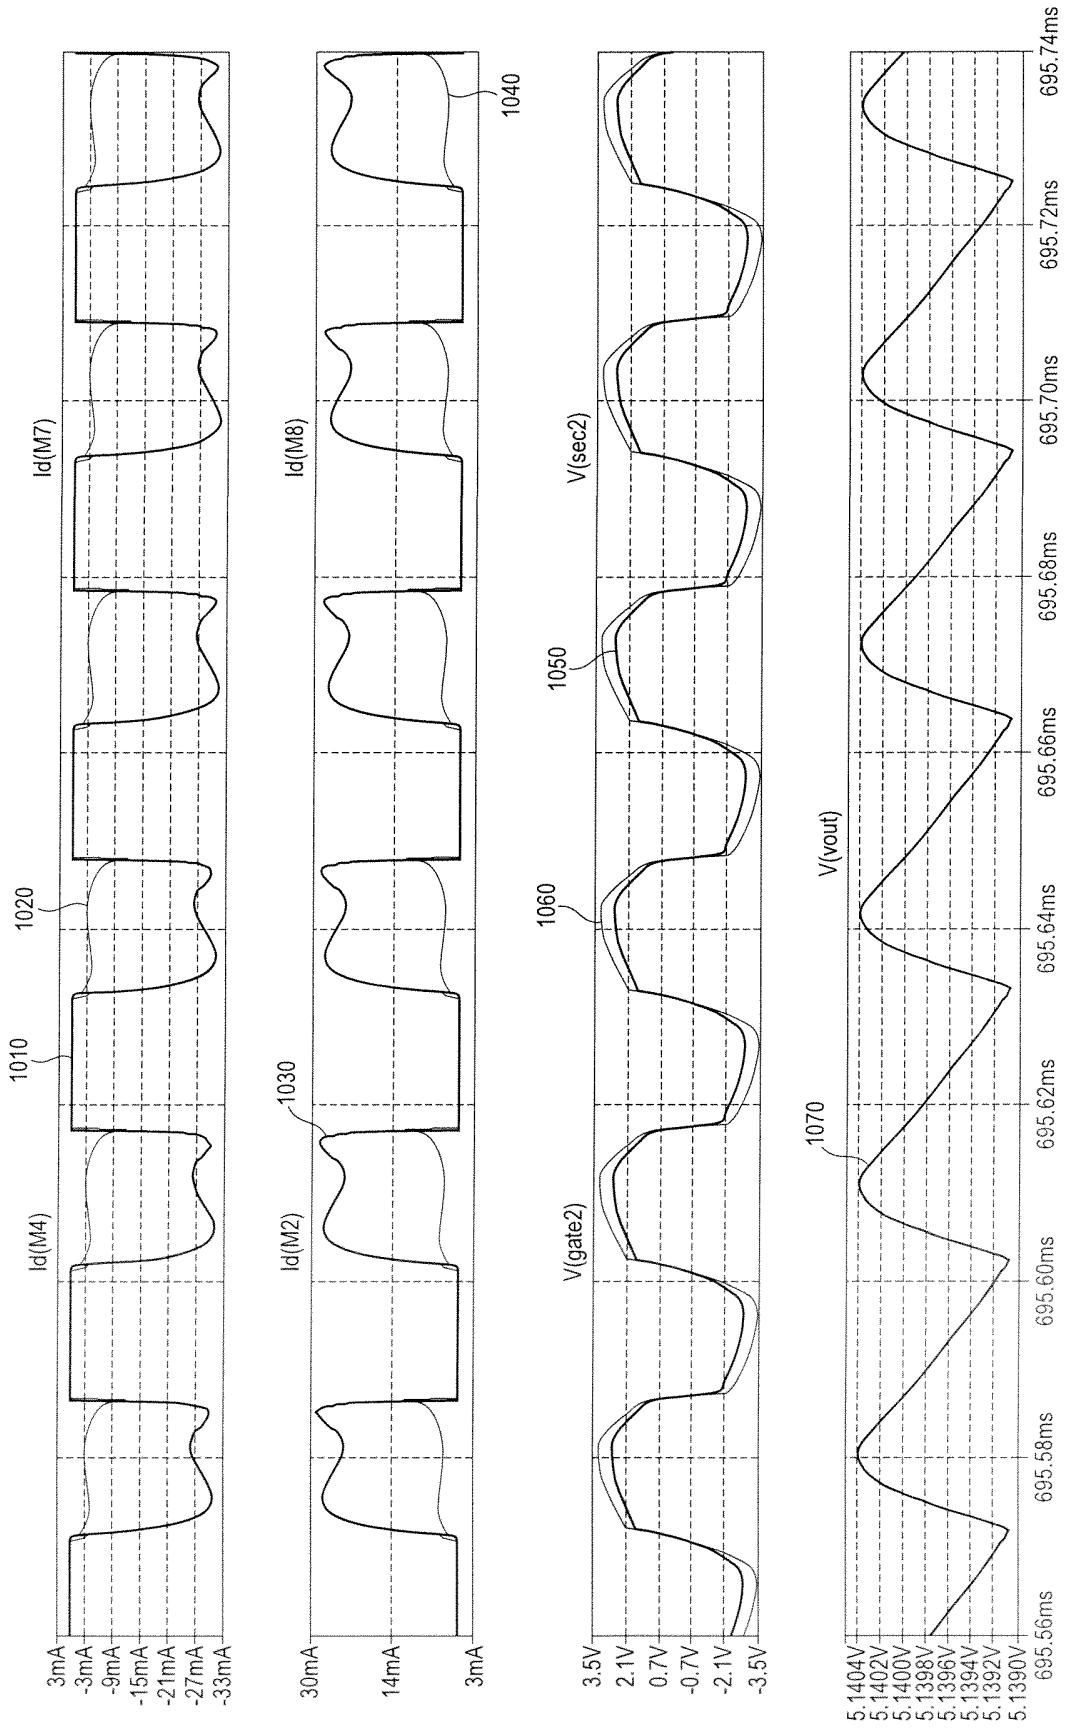 Id(M4)
Id(M7)
1010
1020
3mA
-3mA
-9mA
-15mA
-21mA
-27mA
-33mA
Id(M2)
Id(M8)
1030
1040
30mA
14mA
3mA
V(gate2)
V(sec2)
1060
1050
3.5V
2.1V
0.7V
-0.7V
-2.1V
-3.5V
V(vout)
1070
5.1404V
5.1402V
5.1400V
5.1398V
5.1396V
5.1394V
5.1392V
5.1390V
695.56ms
695.58ms
695.60ms
695.62ms
695.64ms
695.66ms
695.68ms
695.70ms
695.72ms
695.74ms